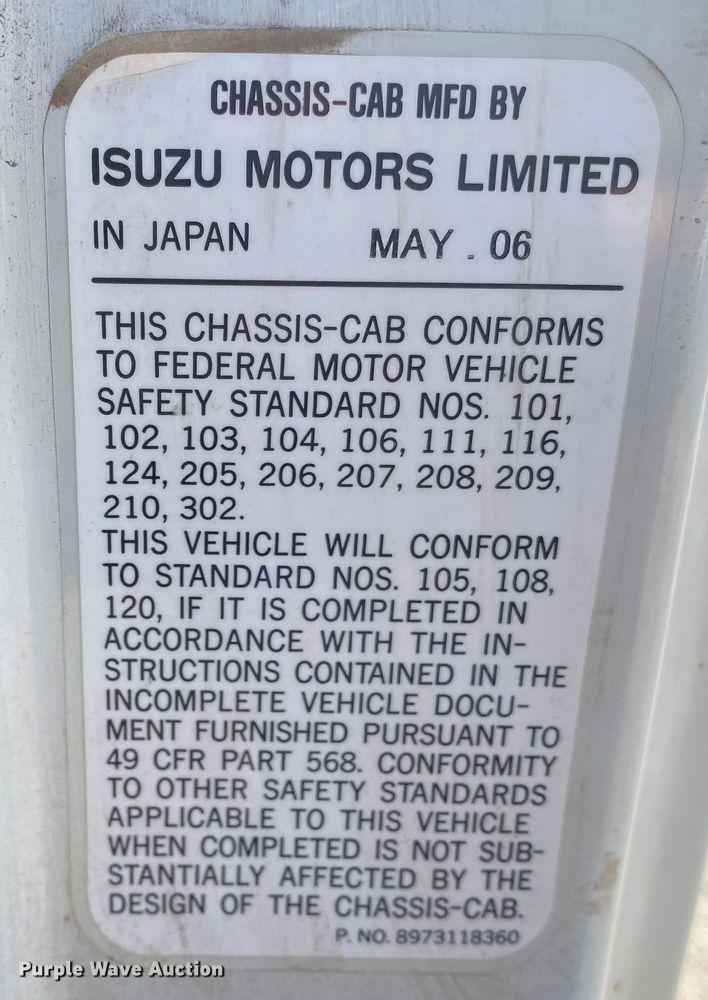 CHASSIS-CAB MFD BY
ISUZU MOTORS LIMITED
IN JAPAN MAY . 06
THIS CHASSIS-CAB CONFORMS
TO FEDERAL MOTOR VEHICLE
SAFETY STANDARD NOS. 101,
102, 103, 104, 106, 111, 116,
124, 205, 206, 207, 208, 209,
210, 302.
THIS VEHICLE WILL CONFORM
TO STANDARD NOS. 105, 108,
120, IF IT IS COMPLETED IN
ACCORDANCE WITH THE IN-
STRUCTIONS CONTAINED IN THE
INCOMPLETE VEHICLE DOCU-
MENT FURNISHED PURSUANT TO
49 CFR PART 568. CONFORMITY
TO OTHER SAFETY STANDARDS
APPLICABLE TO THIS VEHICLE
WHEN COMPLETED IS NOT SUB-
STANTIALLY AFFECTED BY THE
DESIGN OF THE CHASSIS-CAB.
P. NO. 8973118360
Purple Wave Auction